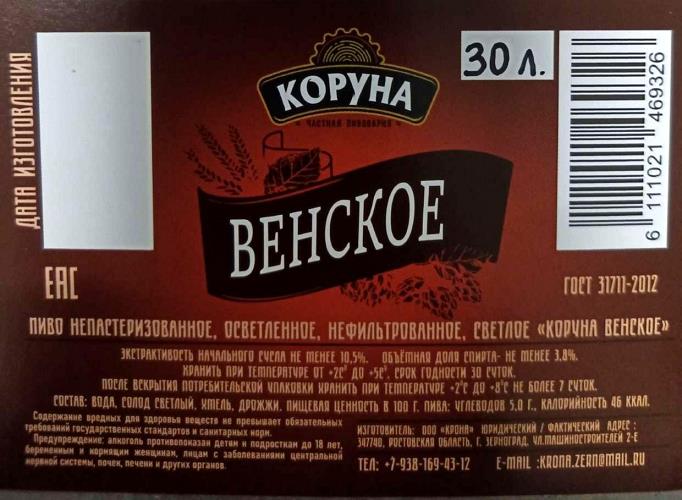 ДАТА ИЗГОТОВЛЕНИЯ
КОРУНА
ЧАСТНАЯ ПИВОВАРНЯ
30 л.
6 111021 469326
ВЕНСКОЕ
ЕАС
ГОСТ 31711-2012
ПИВО НЕПАСТЕРИЗОВАННОЕ, ОСВЕТЛЕННОЕ, НЕФИЛЬТРОВАННОЕ, СВЕТЛОЕ «КОРУНА ВЕНСКОЕ»
ЭКСТРАКТИВНОСТЬ НАЧАЛЬНОГО СУСЛА НЕ МЕНЕЕ 10,5%. ОБЪЁМНАЯ ДОЛЯ СПИРТА- НЕ МЕНЕЕ 3,8%.
ХРАНИТЬ ПРИ ТЕМПЕРАТУРЕ ОТ +2С° ДО +5С°. СРОК ГОДНОСТИ 30 СУТОК.
ПОСЛЕ ВСКРЫТИЯ ПОТРЕБИТЕЛЬСКОЙ УПАКОВКИ ХРАНИТЬ ПРИ ТЕМПЕРАТУРЕ +2°С ДО +8°С НЕ БОЛЕЕ 7 СУТОК.
СОСТАВ: ВОДА, СОЛОД СВЕТЛЫЙ, ХМЕЛЬ, ДРОЖЖИ. ПИЩЕВАЯ ЦЕННОСТЬ В 100 Г. ПИВА: УГЛЕВОДОВ 5,0 Г., КАЛОРИЙНОСТЬ 46 ККАЛ.
Содержание вредных для здоровья веществ не превышает обязательных
требований государственных стандартов и санитарных норм.
Предупреждение: алкоголь противопоказан детям и подросткам до 18 лет,
беременным и кормящим женщинам, лицам с заболеваниями центральной
нервной системы, почек, печени и других органов.
ИЗГОТОВИТЕЛЬ: ООО «КРОНА» ЮРИДИЧЕСКИЙ / ФАКТИЧЕСКИЙ АДРЕС :
347740, РОСТОВСКАЯ ОБЛАСТЬ, Г. ЗЕРНОГРАД, УЛ.МАШИНОСТРОИТЕЛЕЙ 2-Е
ТЕЛ: +7-938-169-43-12 E-MAIL :KRONA.ZERN@MAIL.RU